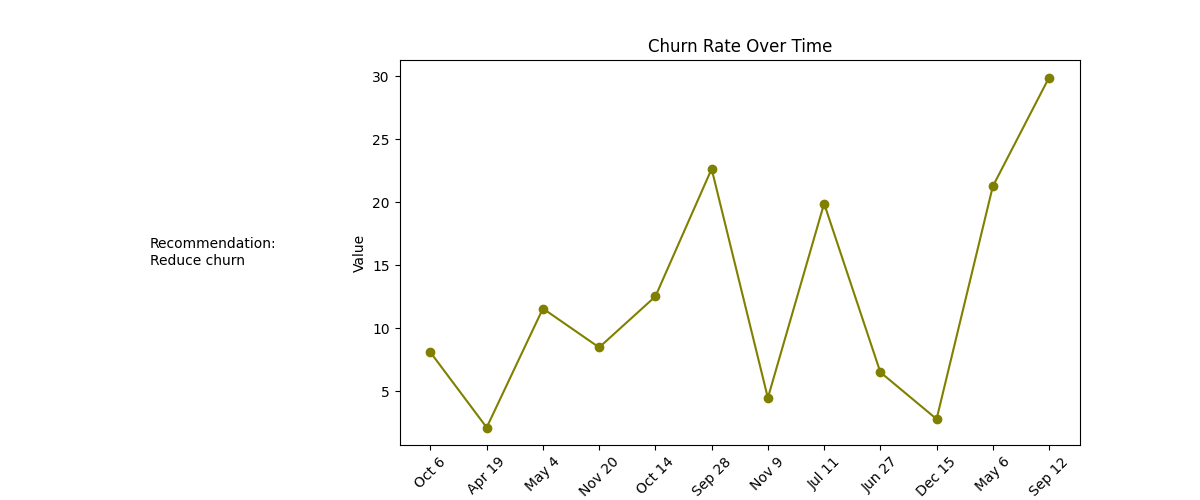 Churn Rate Over Time
Recommendation:
Reduce churn
Value
30
25
20
15
10
5
Oct 6
Apr 19
May 4
Nov 20
Oct 14
Sep 28
Nov 9
Jul 11
Jun 27
Dec 15
May 6
Sep 12